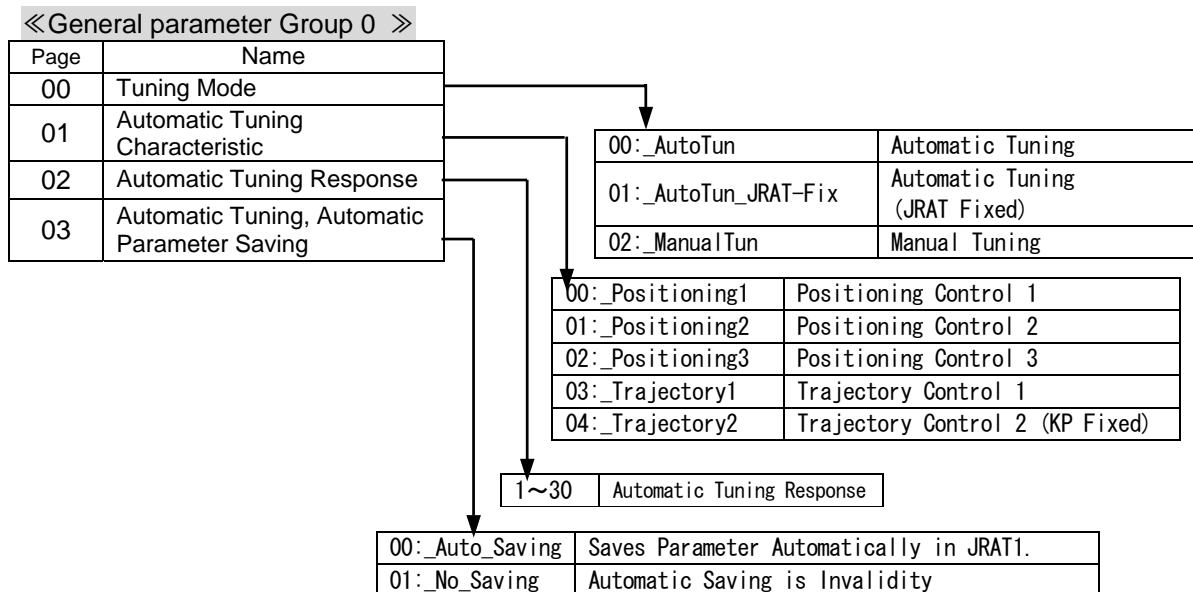 ≪General parameter Group 0 ≫
Page Name
00 Tuning Mode
01 Automatic Tuning
Characteristic
02 Automatic Tuning Response
03 Automatic Tuning, Automatic
Parameter Saving
00:_AutoTun Automatic Tuning
01:_AutoTun_JRAT-Fix Automatic Tuning
(JRAT Fixed)
02:_ManualTun Manual Tuning
00:_Positioning1 Positioning Control 1
01:_Positioning2 Positioning Control 2
02:_Positioning3 Positioning Control 3
03:_Trajectory1 Trajectory Control 1
04:_Trajectory2 Trajectory Control 2 (KP Fixed)
1～30 Automatic Tuning Response
00:_Auto_Saving Saves Parameter Automatically in JRAT1.
01:_No_Saving Automatic Saving is Invalidity